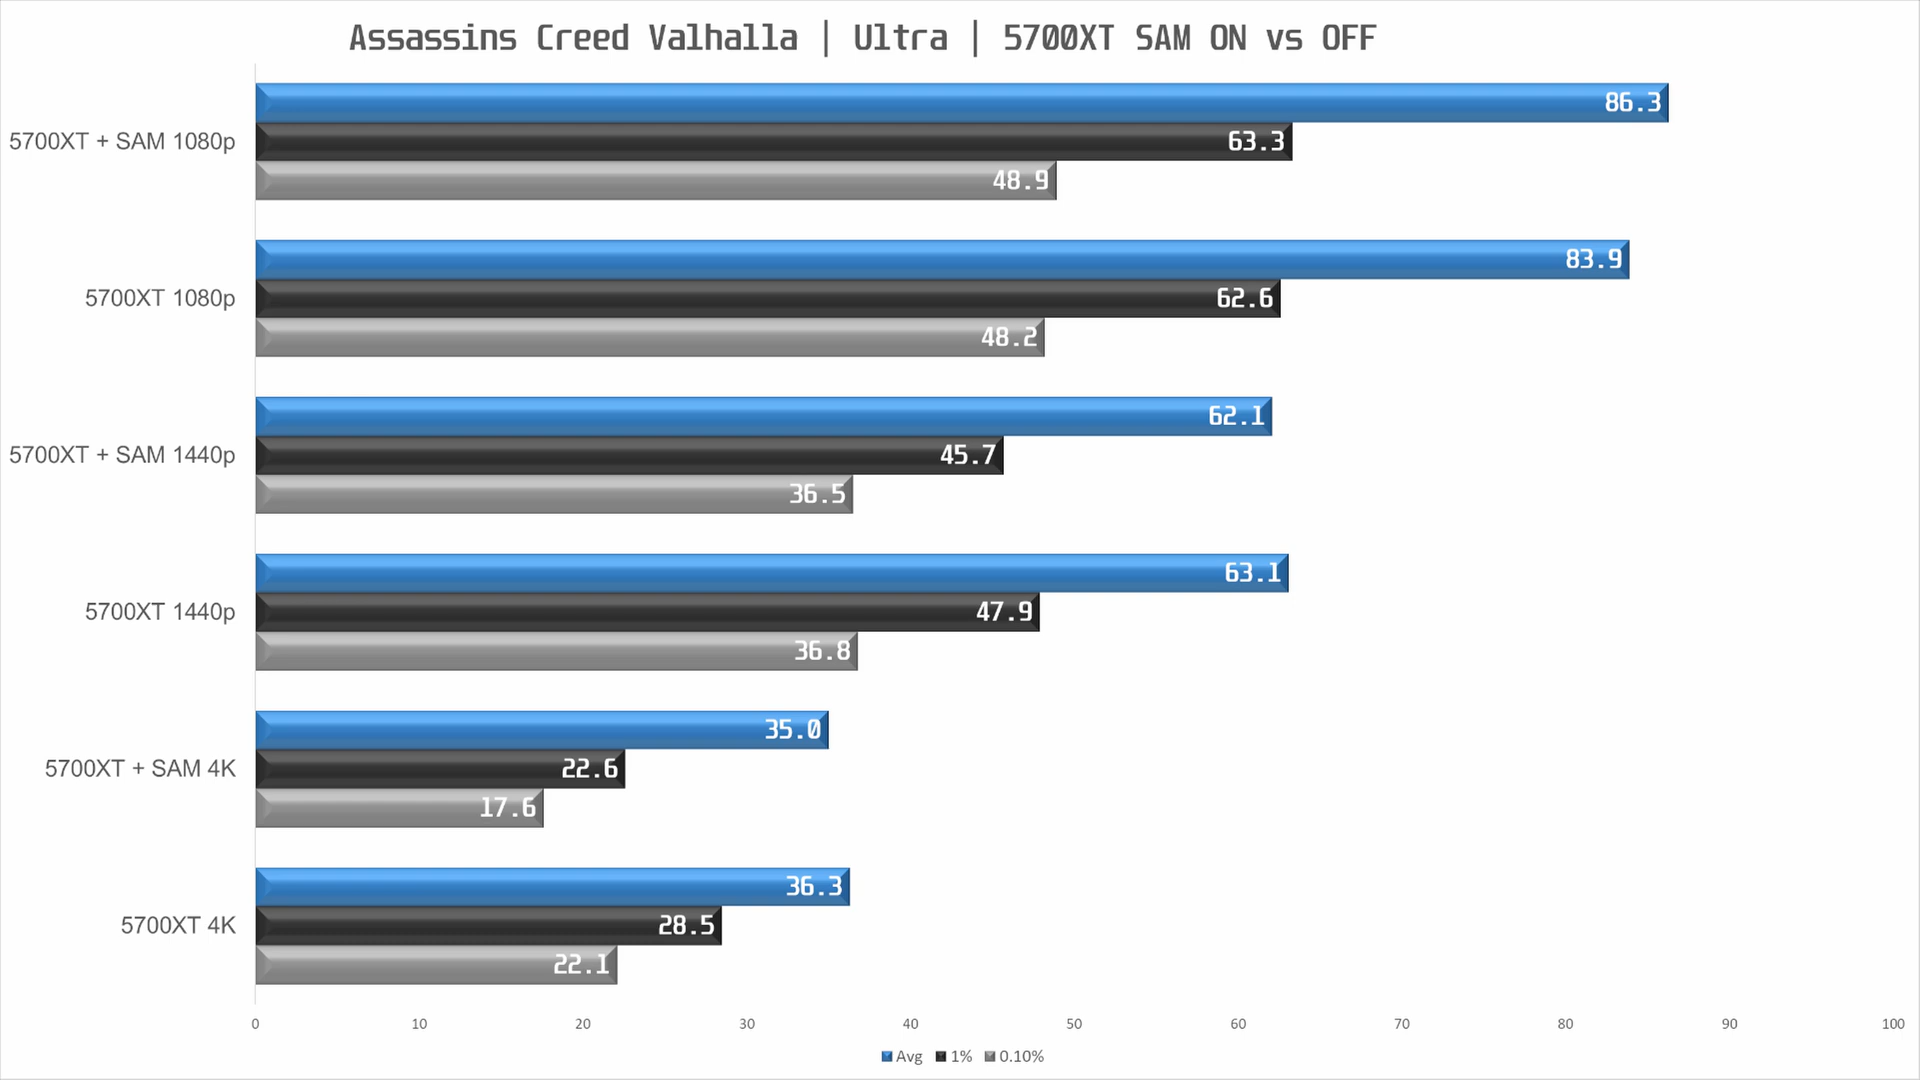 Assassins Creed Valhalla | Ultra | 5700XT SAM ON vs OFF
86.3
5700XT + SAM 1080p
63.3
48.9
83.9
5700XT 1080p
62.6
48.2
62.1
5700XT + SAM 1440p
45.7
36.5
63.1
5700XT 1440p
47.9
36.8
35.0
5700XT + SAM 4K
22.6
17.6
36.3
5700XT 4K
28.5
22.1
0 10 20 30 40 50 60 70 80 90 100
Avg 1% 0.10%